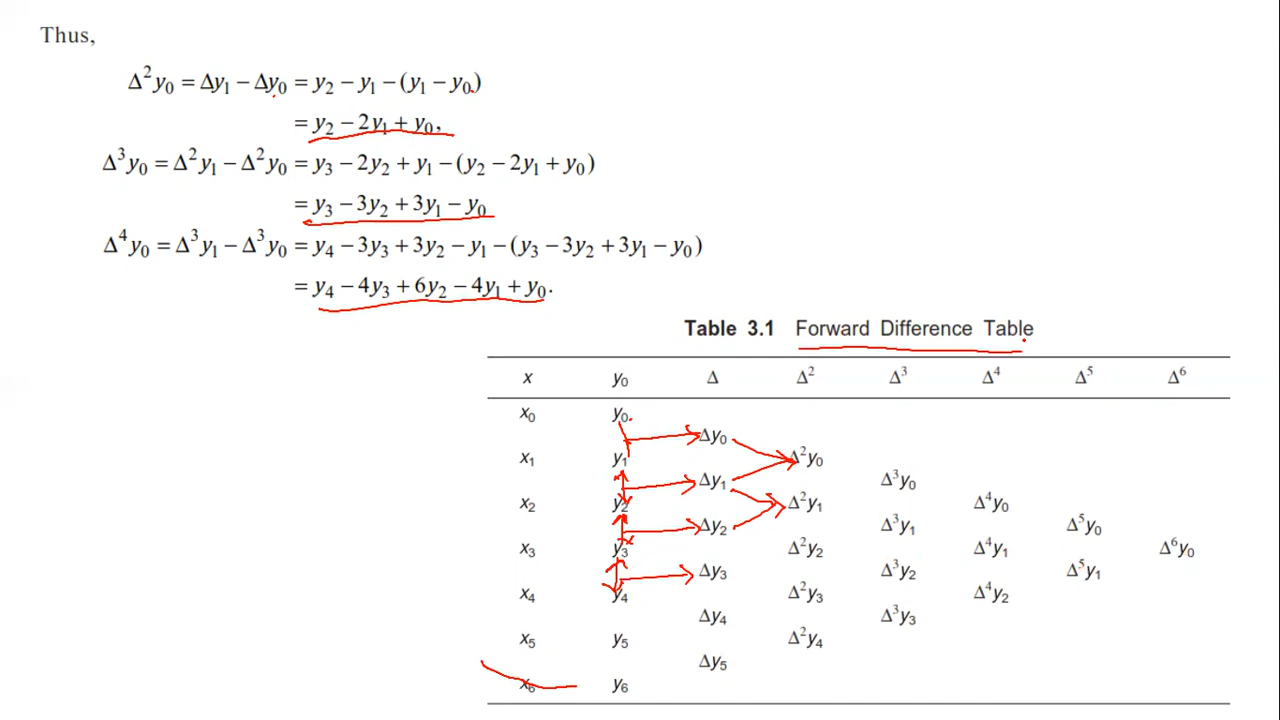 Thus,
Δ²y₀ = Δy₁ − Δy₀ = y₂ − y₁ − (y₁ − y₀)
= y₂ − 2y₁ + y₀,
Δ³y₀ = Δ²y₁ − Δ²y₀ = y₃ − 2y₂ + y₁ − (y₂ − 2y₁ + y₀)
= y₃ − 3y₂ + 3y₁ − y₀
Δ⁴y₀ = Δ³y₁ − Δ³y₀ = y₄ − 3y₃ + 3y₂ − y₁ − (y₃ − 3y₂ + 3y₁ − y₀)
= y₄ − 4y₃ + 6y₂ − 4y₁ + y₀.
Table 3.1 Forward Difference Table
x y₀ Δ Δ² Δ³ Δ⁴ Δ⁵ Δ⁶
x₀ y₀
Δy₀
x₁ y₁ Δ²y₀
Δy₁ Δ³y₀
x₂ y₂ Δ²y₁ Δ⁴y₀
Δy₂ Δ³y₁ Δ⁵y₀
x₃ y₃ Δ²y₂ Δ⁴y₁ Δ⁶y₀
Δy₃ Δ³y₂ Δ⁵y₁
x₄ y₄ Δ²y₃ Δ⁴y₂
Δy₄ Δ³y₃
x₅ y₅ Δ²y₄
Δy₅
x₆ y₆